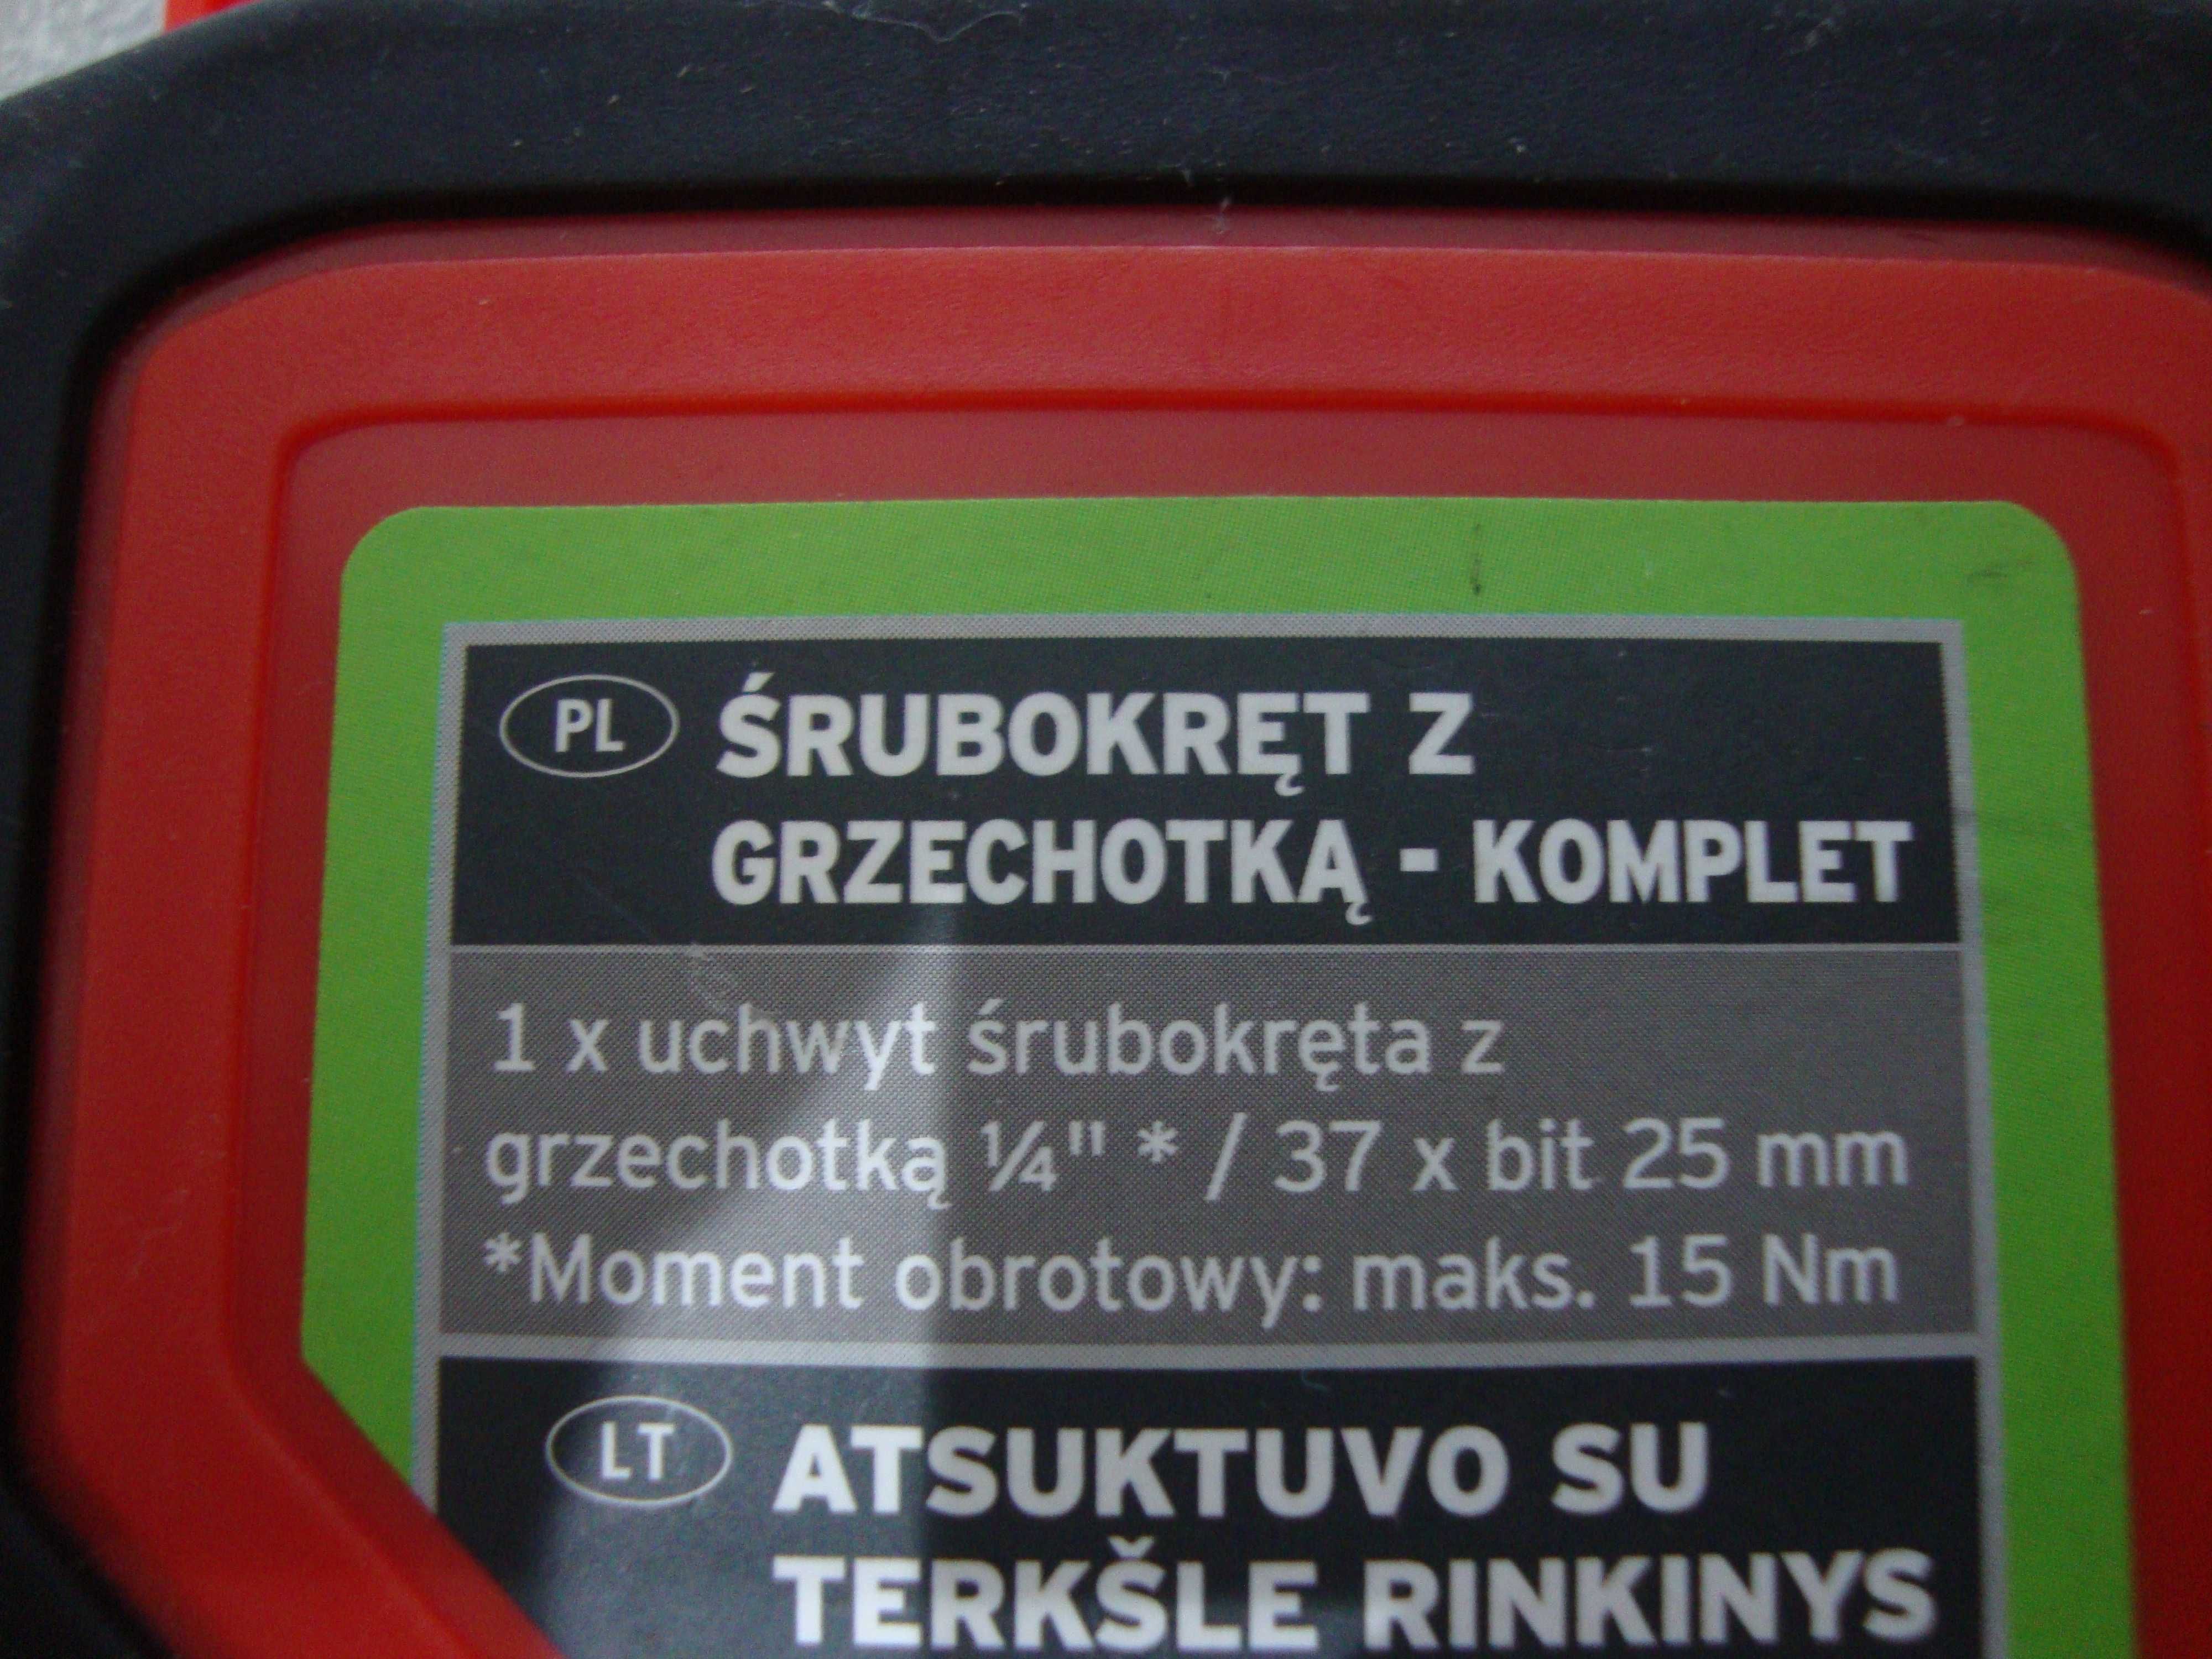 PL ŚRUBOKRĘT Z
GRZECHOTKĄ - KOMPLET
1 x uchwyt śrubokręta z
grzechotką ¼" * / 37 x bit 25 mm
*Moment obrotowy: maks. 15 Nm
LT ATSUKTUVO SU
TERKŠLE RINKINYS